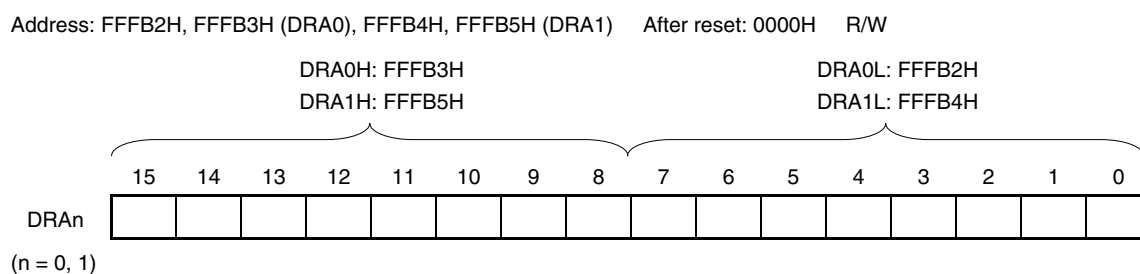 Address: FFFB2H, FFFB3H (DRA0), FFFB4H, FFFB5H (DRA1) After reset: 0000H R/W
DRA0H: FFFB3H DRA0L: FFFB2H
DRA1H: FFFB5H DRA1L: FFFB4H
15 14 13 12 11 10 9 8 7 6 5 4 3 2 1 0
DRAn
(n = 0, 1)